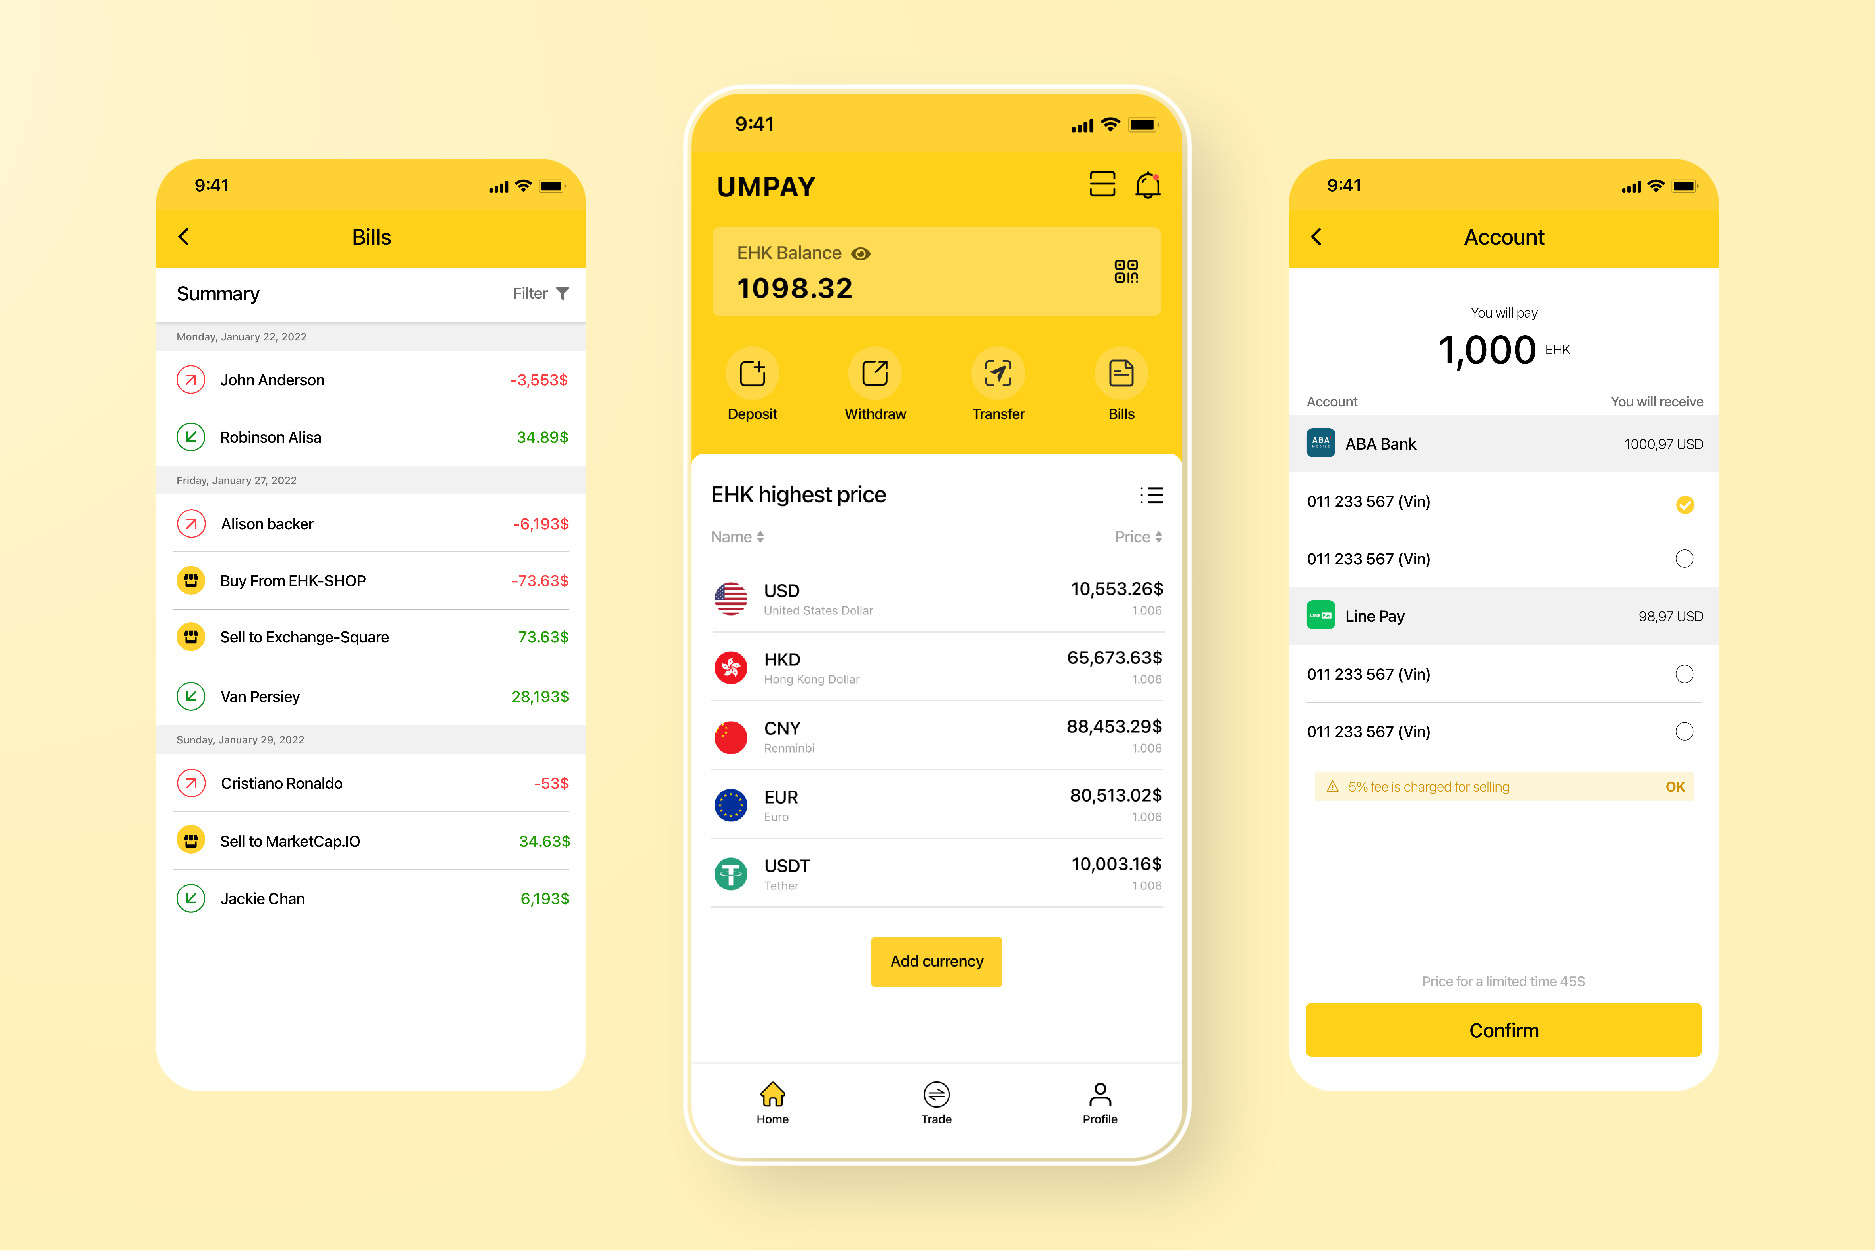 9:41
Bills
Summary Filter
Monday, January 22, 2022
John Anderson -3,553$
Robinson Alisa 34.89$
Friday, January 27, 2022
Alison backer -6,193$
Buy From EHK-SHOP -73.63$
Sell to Exchange-Square 73.63$
Van Persiey 28,193$
Sunday, January 29, 2022
Cristiano Ronaldo -53$
Sell to MarketCap.IO 34.63$
Jackie Chan 6,193$
9:41
UMPAY
EHK Balance
1098.32
Deposit Withdraw Transfer Bills
EHK highest price
Name Price
USD 10,553.26$
United States Dollar 1.006
HKD 65,673.63$
Hong Kong Dollar 1.006
CNY 88,453.29$
Renminbi 1.006
EUR 80,513.02$
Euro 1.006
USDT 10,003.16$
Tether 1.006
Add currency
Home Trade Profile
9:41
Account
You will pay
1,000 EHK
Account You will receive
ABA ABA Bank 1000,97 USD
011 233 567 (Vin)
011 233 567 (Vin)
Line Pay 98,97 USD
011 233 567 (Vin)
011 233 567 (Vin)
5% fee is charged for selling OK
Price for a limited time 45S
Confirm